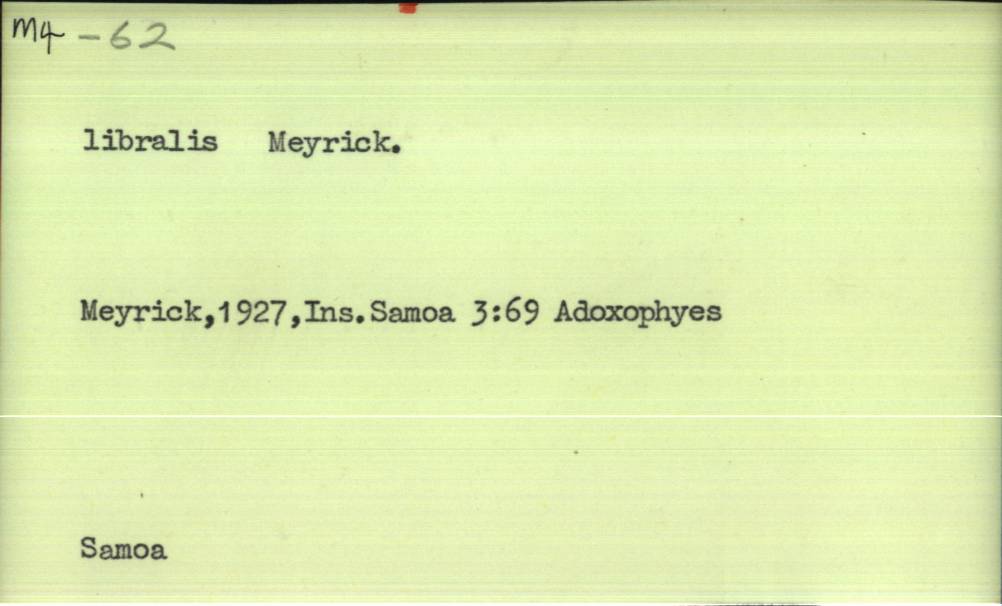 M4 - 62
libralis Meyrick.
Meyrick,1927,Ins.Samoa 3:69 Adoxophyes
Samoa